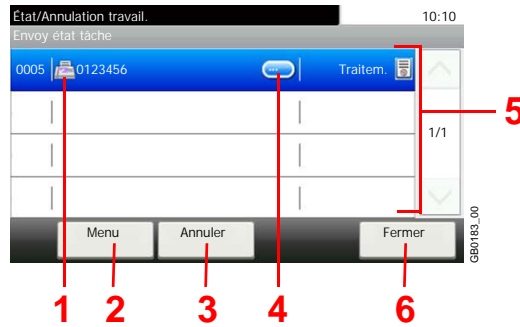 État/Annulation travail.
10:10
Envoy état tâche
0005 0123456 Traitem.
1/1
5
Menu Annuler Fermer
GB0183_00
1 2 3 4 6